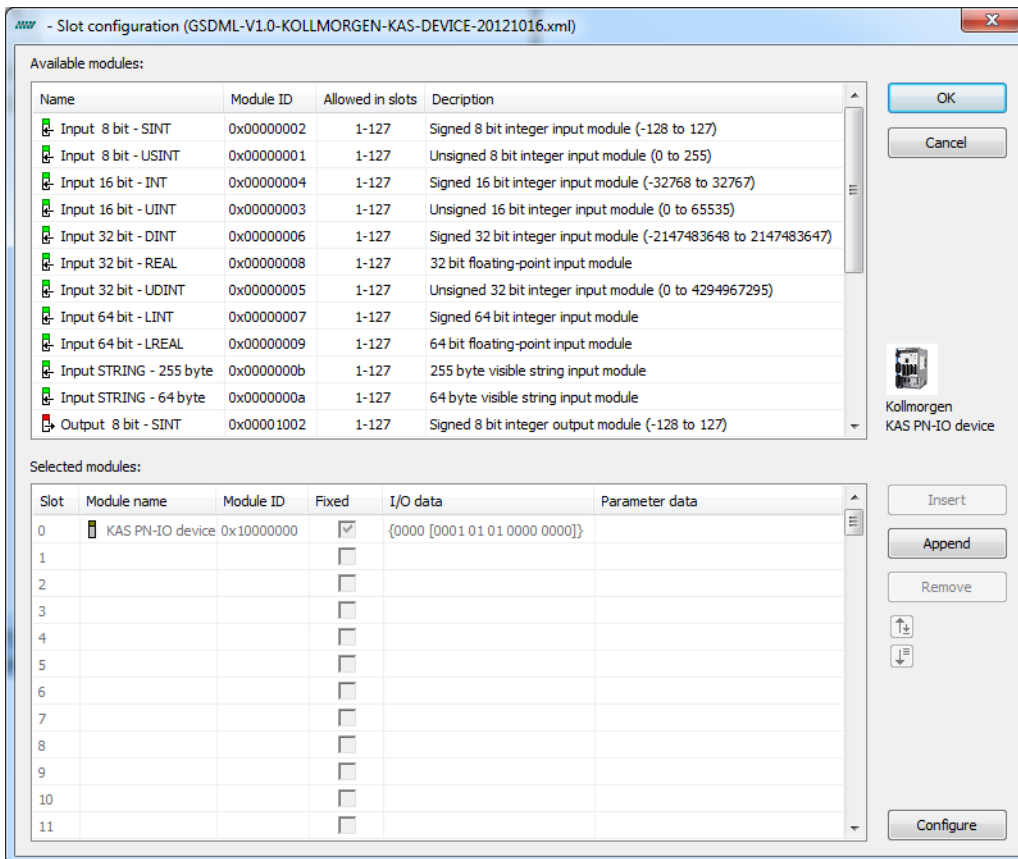 - Slot configuration (GSDML-V1.0-KOLLMORGEN-KAS-DEVICE-20121016.xml)
Available modules:
Name Module ID Allowed in slots Decription
Input 8 bit - SINT 0x00000002 1-127 Signed 8 bit integer input module (-128 to 127)
Input 8 bit - USINT 0x00000001 1-127 Unsigned 8 bit integer input module (0 to 255)
Input 16 bit - INT 0x00000004 1-127 Signed 16 bit integer input module (-32768 to 32767)
Input 16 bit - UINT 0x00000003 1-127 Unsigned 16 bit integer input module (0 to 65535)
Input 32 bit - DINT 0x00000006 1-127 Signed 32 bit integer input module (-2147483648 to 2147483647)
Input 32 bit - REAL 0x00000008 1-127 32 bit floating-point input module
Input 32 bit - UDINT 0x00000005 1-127 Unsigned 32 bit integer input module (0 to 4294967295)
Input 64 bit - LINT 0x00000007 1-127 Signed 64 bit integer input module
Input 64 bit - LREAL 0x00000009 1-127 64 bit floating-point input module
Input STRING - 255 byte 0x0000000b 1-127 255 byte visible string input module
Input STRING - 64 byte 0x0000000a 1-127 64 byte visible string input module
Output 8 bit - SINT 0x00001002 1-127 Signed 8 bit integer output module (-128 to 127)
OK
Cancel
Kollmorgen
KAS PN-IO device
Selected modules:
Slot Module name Module ID Fixed I/O data Parameter data
0 KAS PN-IO device 0x10000000 {0000 [0001 01 01 0000 0000]}
1
2
3
4
5
6
7
8
9
10
11
Insert
Append
Remove
Configure